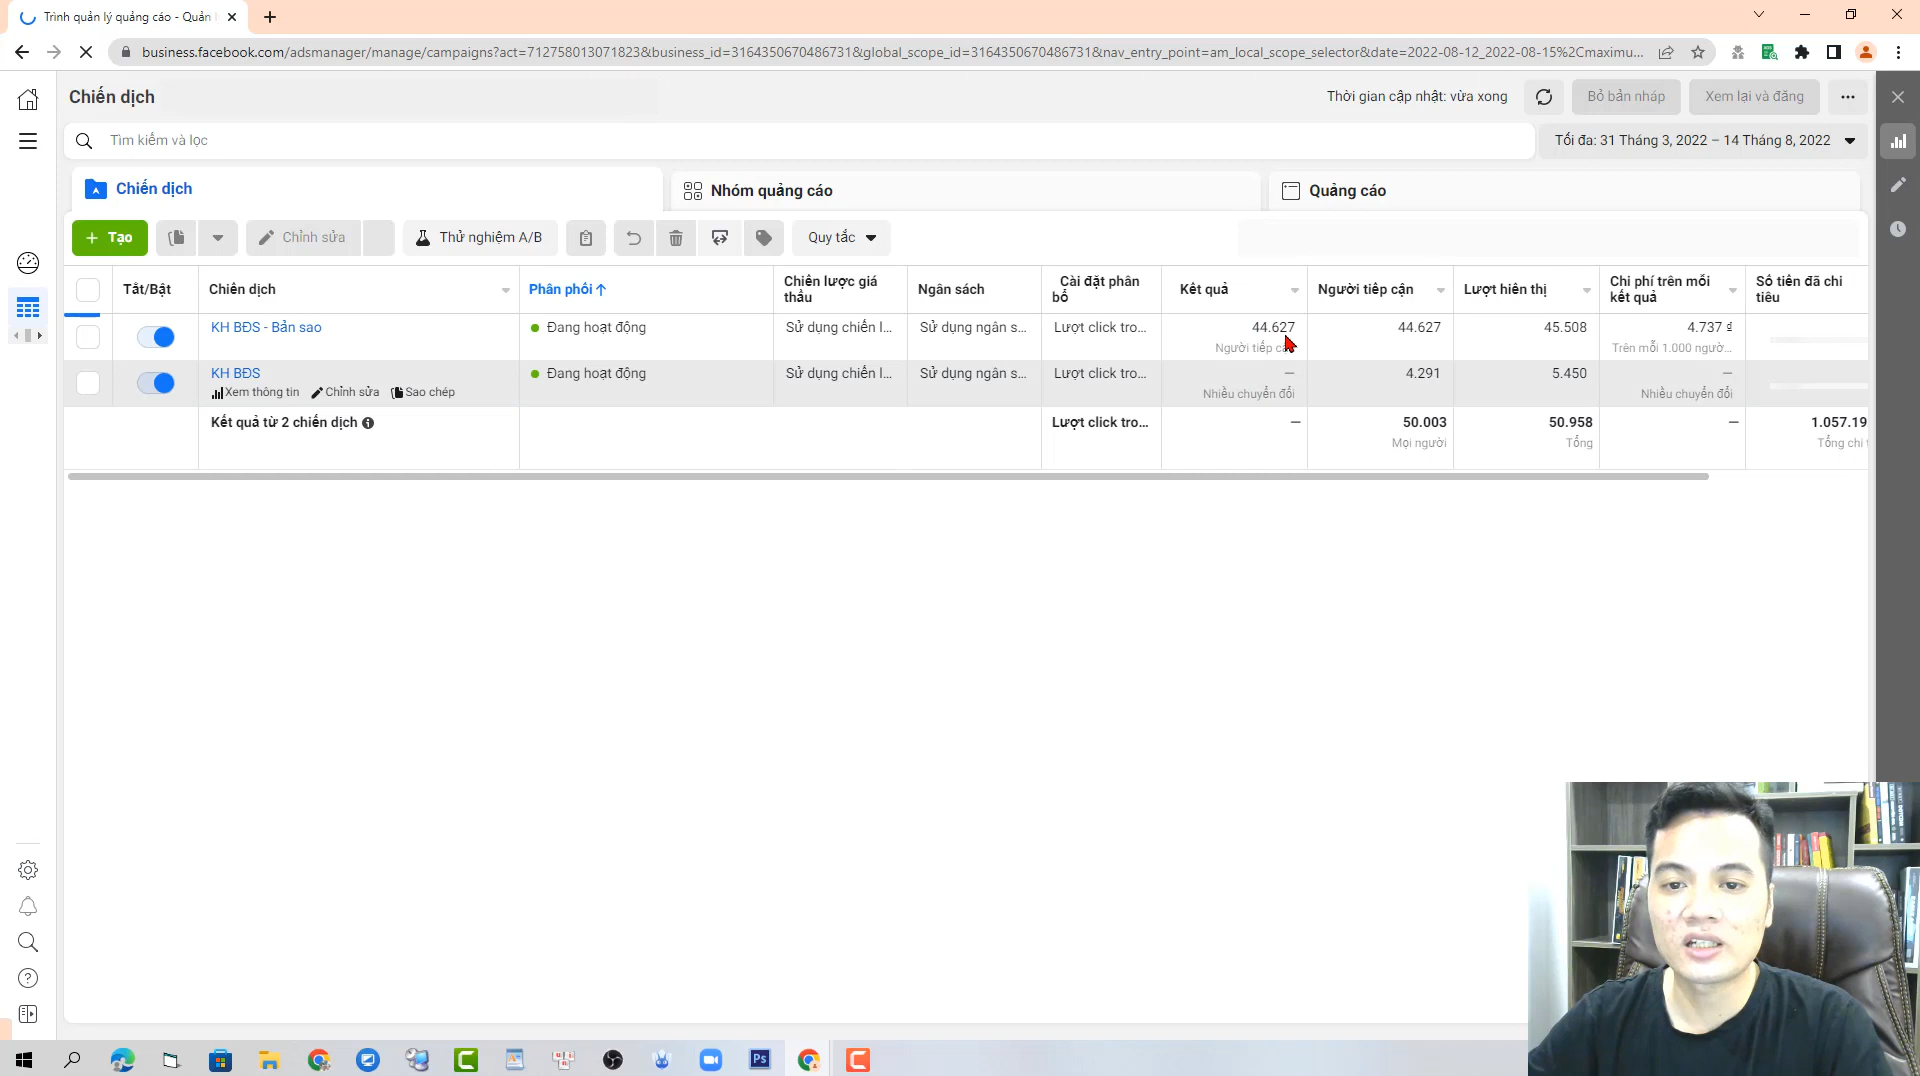 Trình quản lý quảng cáo - Quản
business.facebook.com/adsmanager/manage/campaigns?act=712758013071823&business_id=3164350670486731&global_scope_id=3164350670486731&nav_entry_point=am_local_scope_selector&date=2022-08-12_2022-08-15%2Cmaximu...
Chiến dịch
Thời gian cập nhật: vừa xong
Bỏ bản nháp
Xem lại và đăng
Tìm kiếm và lọc
Tối đa: 31 Tháng 3, 2022 – 14 Tháng 8, 2022
Chiến dịch
Nhóm quảng cáo
Quảng cáo
+ Tạo
Chỉnh sửa
Thử nghiệm A/B
Quy tắc
Tắt/Bật
Chiến dịch
Phân phối ↑
Chiến lược giá thầu
Ngân sách
Cài đặt phân bổ
Kết quả
Người tiếp cận
Lượt hiển thị
Chi phí trên mỗi kết quả
Số tiền đã chi tiêu
KH BĐS - Bản sao
Đang hoạt động
Sử dụng chiến l...
Sử dụng ngân s...
Lượt click tro...
44.627
44.627
45.508
4.737 ₫
Người tiếp c
Trên mỗi 1.000 ngườ...
KH BĐS
Đang hoạt động
Sử dụng chiến l...
Sử dụng ngân s...
Lượt click tro...
—
4.291
5.450
—
Xem thông tin
Chỉnh sửa
Sao chép
Nhiều chuyển đổi
Nhiều chuyển đổi
Kết quả từ 2 chiến dịch
Lượt click tro...
—
50.003
50.958
—
1.057.19
Mọi người
Tổng
Tổng chi t
Ps